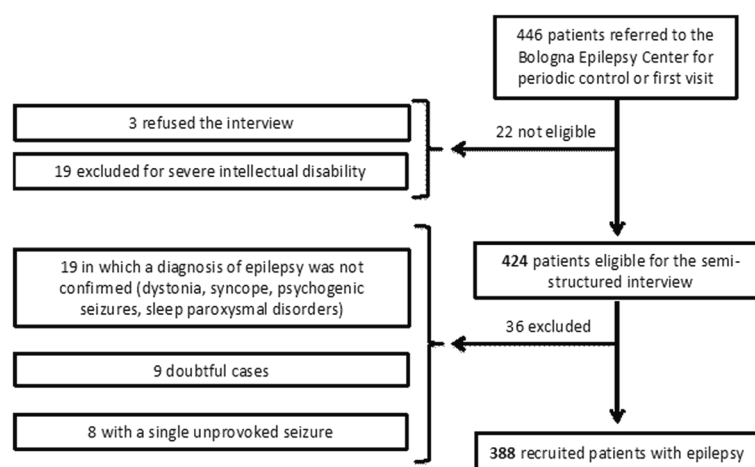 446 patients referred to the
Bologna Epilepsy Center for
periodic control or first visit
22 not eligible
3 refused the interview
19 excluded for severe intellectual disability
424 patients eligible for the semi-
structured interview
36 excluded
19 in which a diagnosis of epilepsy was not
confirmed (dystonia, syncope, psychogenic
seizures, sleep paroxysmal disorders)
9 doubtful cases
8 with a single unprovoked seizure
388 recruited patients with epilepsy